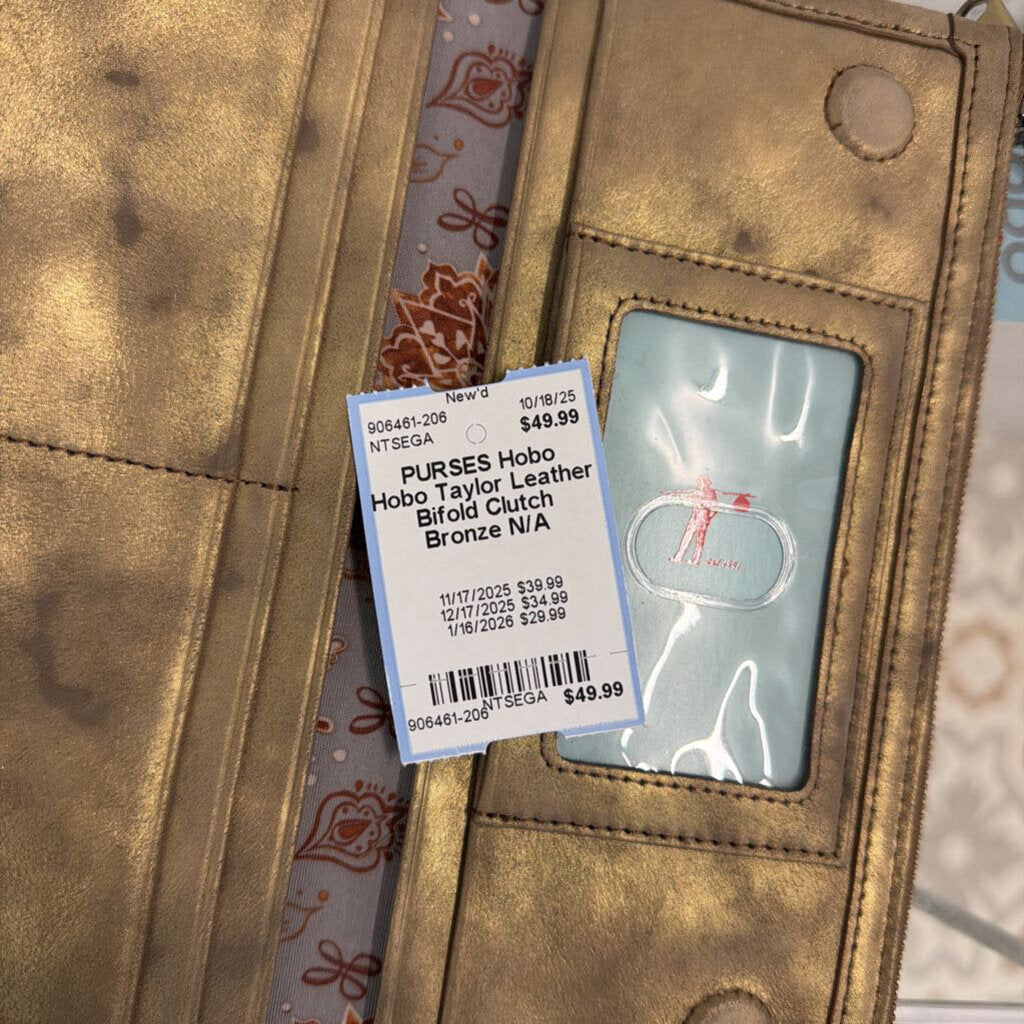 New'd
906461-206 10/18/25
NTSEGA $49.99
PURSES Hobo
Hobo Taylor Leather
Bifold Clutch
Bronze N/A
11/17/2025 $39.99
12/17/2025 $34.99
1/16/2026 $29.99
NTSEGA $49.99
906461-206